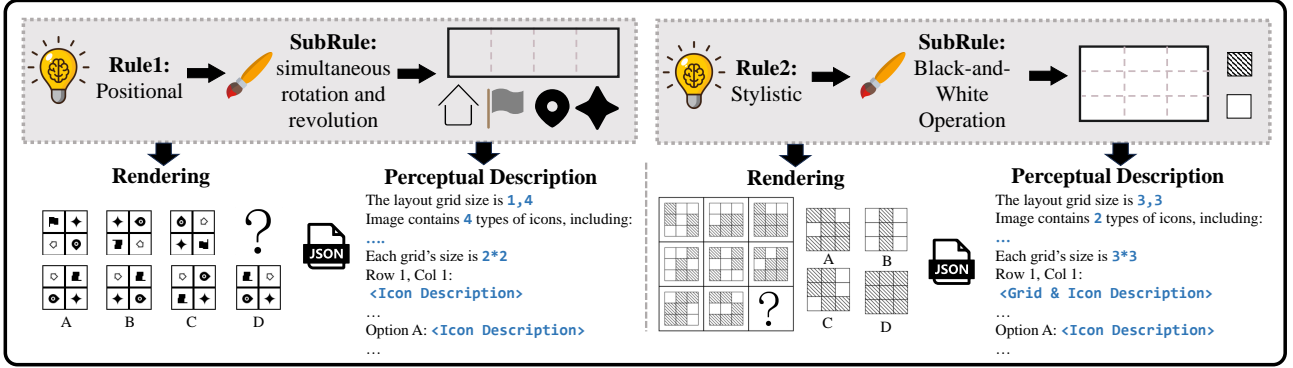 Rule1:
Positional
SubRule:
simultaneous
rotation and
revolution
Rendering
?
A
B
C
D
JSON
Perceptual Description
The layout grid size is 1,4
Image contains 4 types of icons, including:
....
Each grid's size is 2*2
Row 1, Col 1:
<Icon Description>
…
Option A: <Icon Description>
…
Rule2:
Stylistic
SubRule:
Black-and-
White
Operation
Rendering
?
A
B
C
D
JSON
Perceptual Description
The layout grid size is 3,3
Image contains 2 types of icons, including:
…
Each grid's size is 3*3
Row 1, Col 1:
<Grid & Icon Description>
…
Option A: <Icon Description>
…